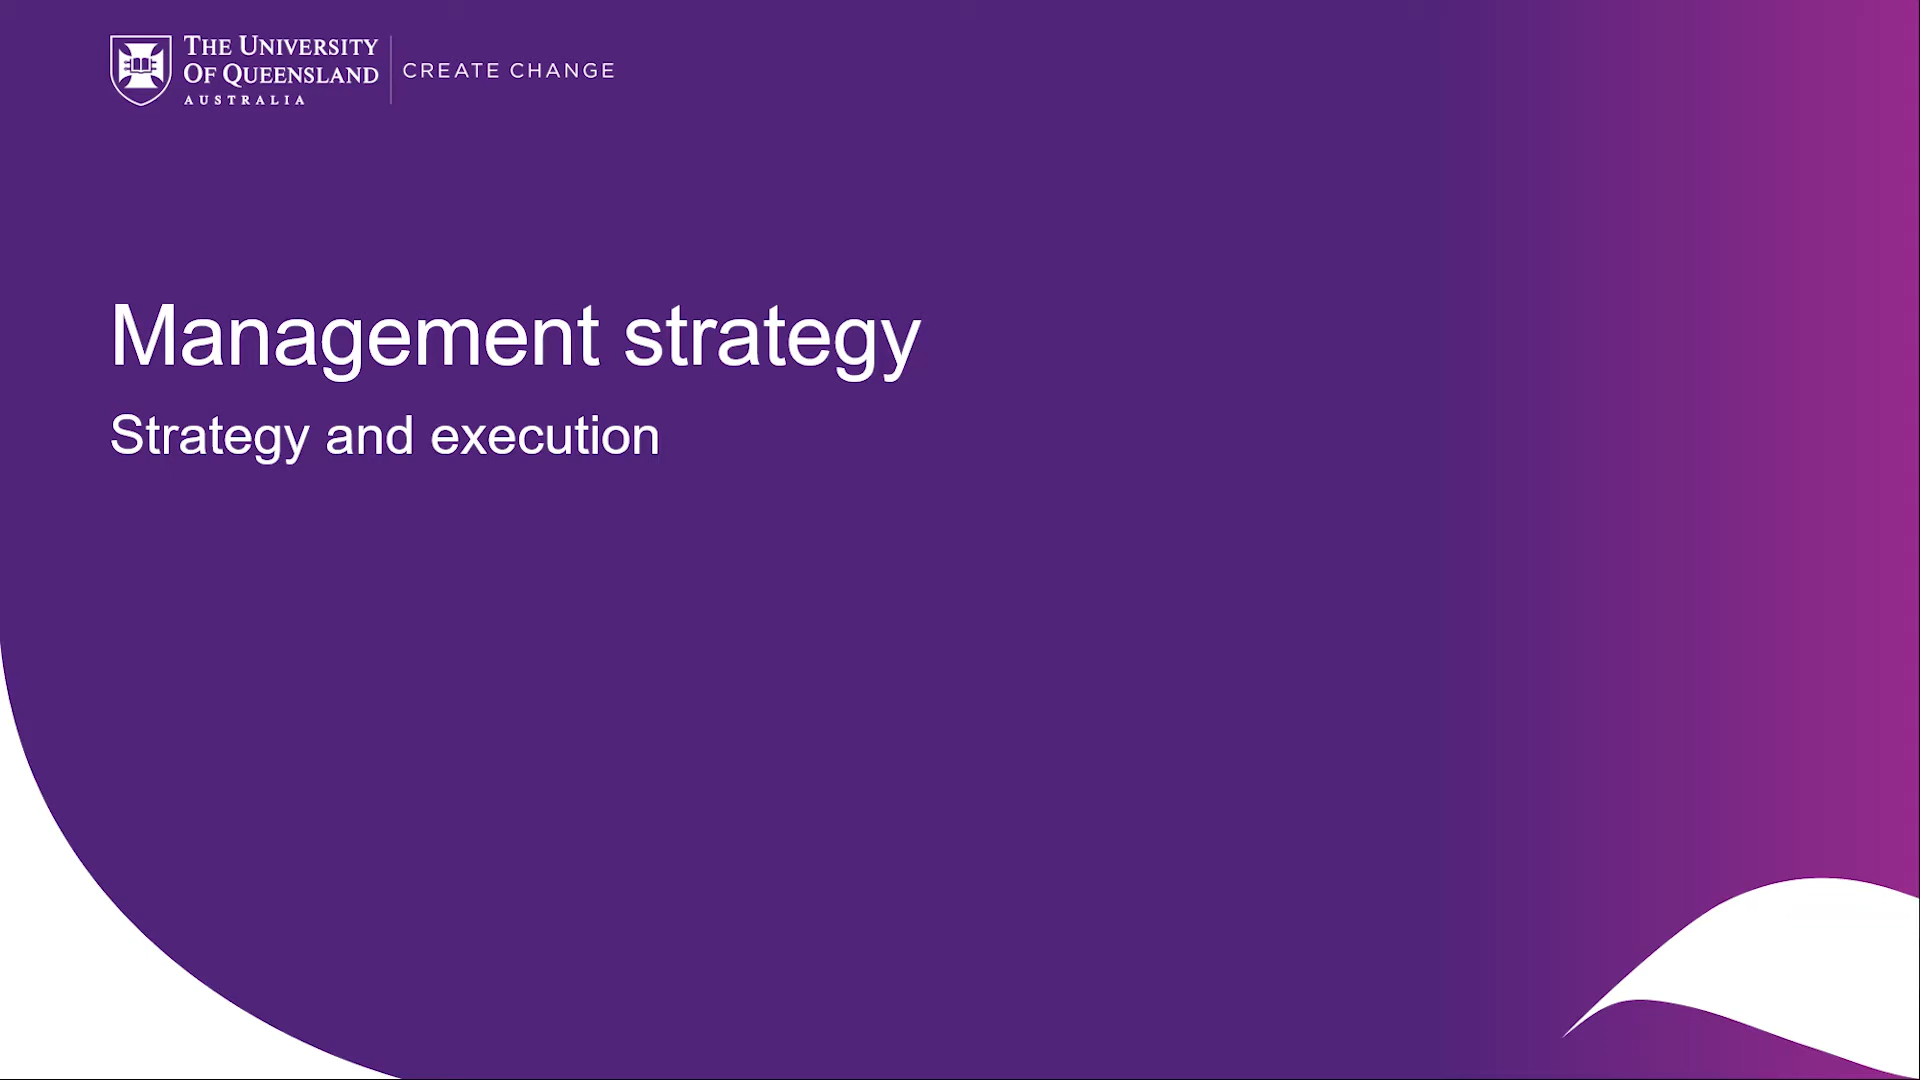 THE UNIVERSITY
OF QUEENSLAND
AUSTRALIA
CREATE CHANGE
Management strategy
Strategy and execution